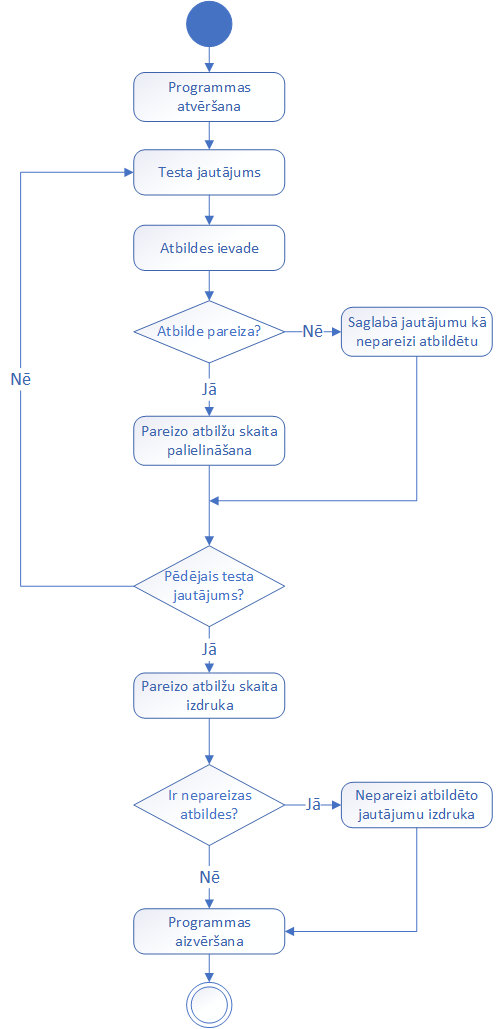 Programmas
atvēršana
Testa jautājums
Atbildes ievade
Atbilde pareiza?
Nē
Saglabā jautājumu kā
nepareizi atbildētu
Jā
Pareizo atbilžu skaita
palielināšana
Nē
Pēdējais testa
jautājums?
Jā
Pareizo atbilžu skaita
izdruka
Ir nepareizas
atbildes?
Jā
Nepareizi atbildēto
jautājumu izdruka
Nē
Programmas
aizvēršana